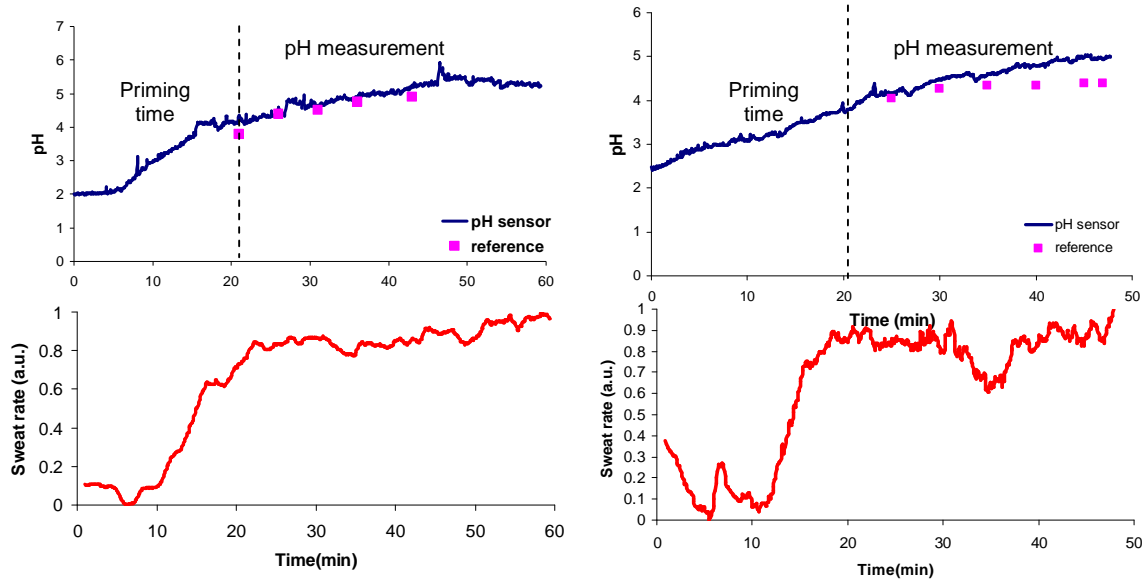 7
6
5
4
3
2
1
0
pH
Priming
time
pH measurement
pH sensor
reference
0 10 20 30 40 50 60
1
0.8
0.6
0.4
0.2
0
Sweat rate (a.u.)
0 10 20 30 40 50 60
Time(min)
6
5
4
3
2
1
0
pH
Priming
time
pH measurement
pH sensor
reference
0 10 20 30 40 50
Time (min)
1
0.9
0.8
0.7
0.6
0.5
0.4
0.3
0.2
0.1
0
Sweat rate (a.u.)
0 10 20 30 40 50
Time(min)